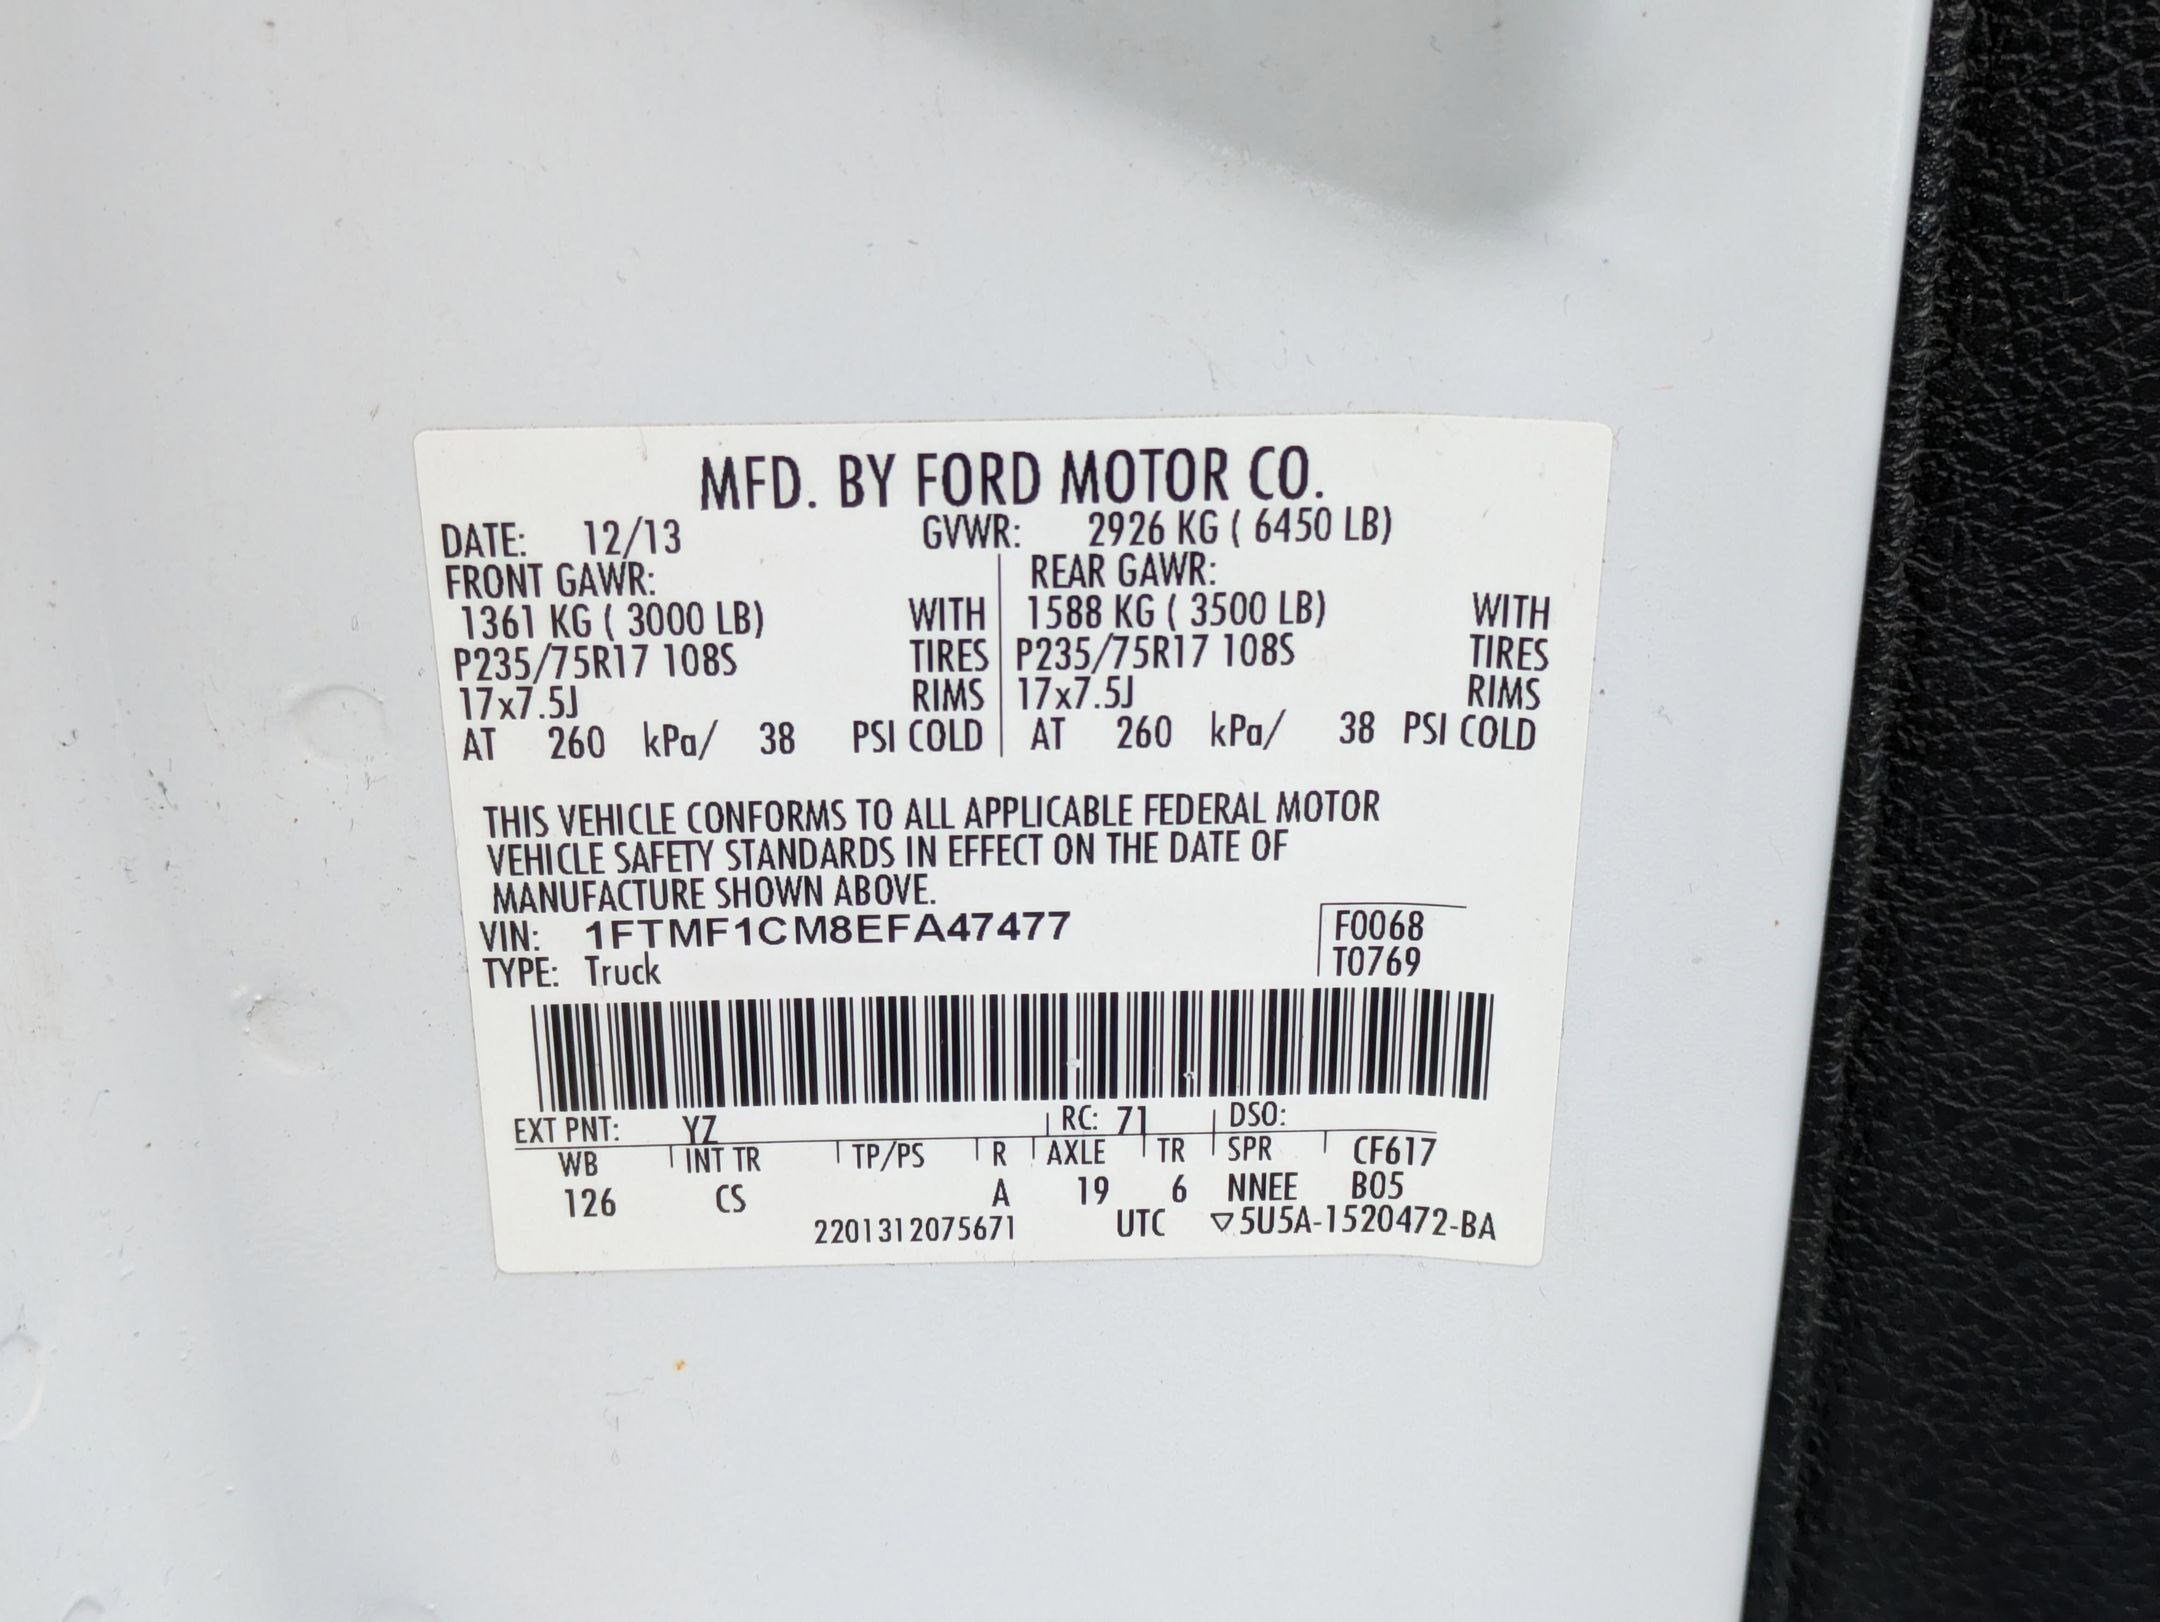 MFD. BY FORD MOTOR CO.
DATE: 12/13 GVWR: 2926 KG ( 6450 LB)
FRONT GAWR: REAR GAWR:
1361 KG ( 3000 LB) WITH 1588 KG ( 3500 LB) WITH
P235/75R17 108S TIRES P235/75R17 108S TIRES
17x7.5J RIMS 17x7.5J RIMS
AT 260 kPa/ 38 PSI COLD AT 260 kPa/ 38 PSI COLD
THIS VEHICLE CONFORMS TO ALL APPLICABLE FEDERAL MOTOR
VEHICLE SAFETY STANDARDS IN EFFECT ON THE DATE OF
MANUFACTURE SHOWN ABOVE.
VIN: 1FTMF1CM8EFA47477 F0068
TYPE: Truck T0769
EXT PNT: YZ RC: 71 DSO:
WB INT TR TP/PS R AXLE TR SPR CF617
126 CS A 19 6 NNEE B05
2201312075671 UTC ▽5U5A-1520472-BA